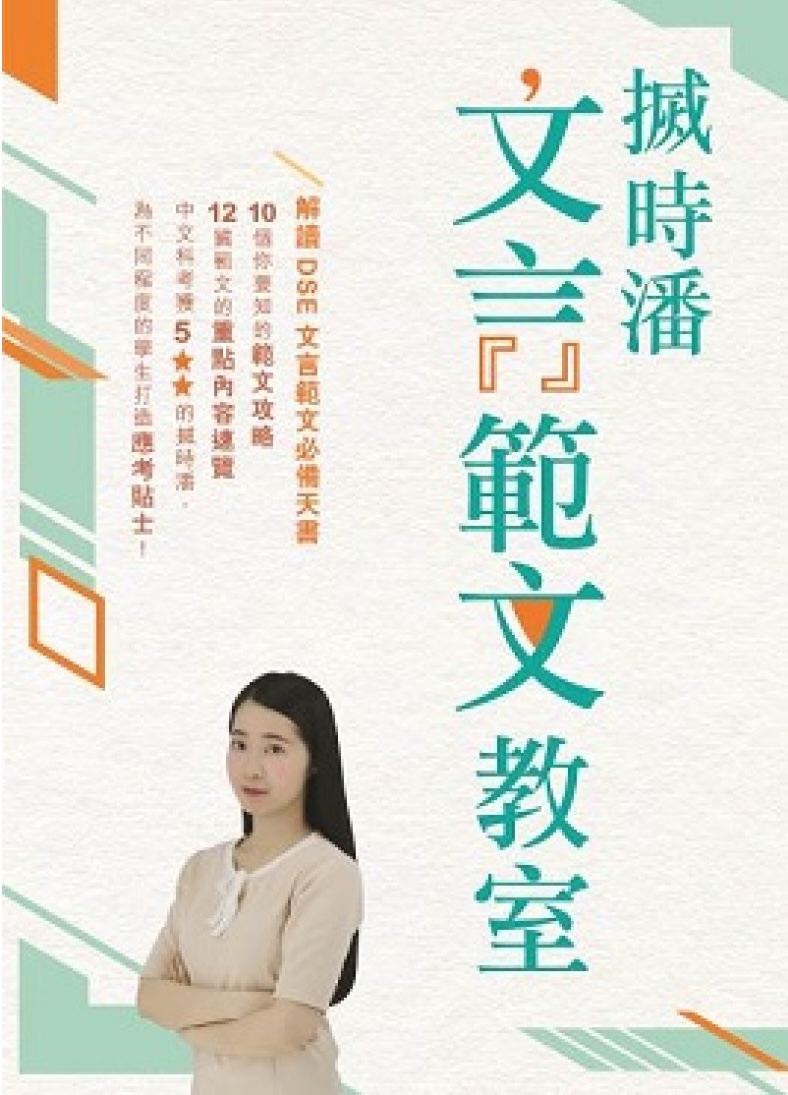 搣時潘
文言『範文』教室
解讀 DSE 文言範文必備天書
10 個你要知的範文攻略
12 篇範文的重點內容速覽
中文科考獲 5★★ 的搣時潘，
為不同程度的學生打造應考貼士！